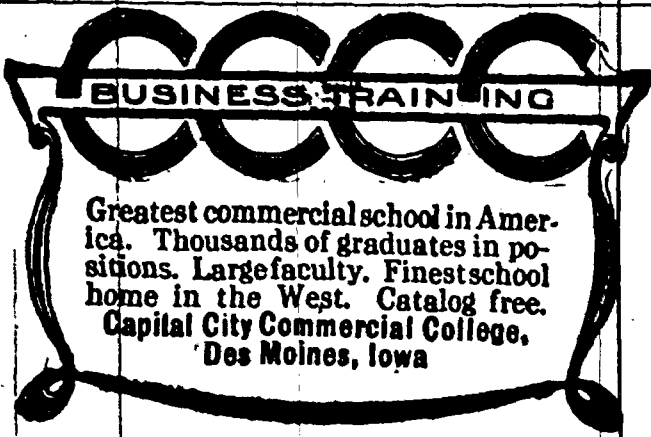 CCCC
BUSINESS TRAINING
Greatest commercial school in Amer-
ica. Thousands of graduates in po-
sitions. Large faculty. Finest school
home in the West. Catalog free.
Capital City Commercial College,
Des Moines, Iowa